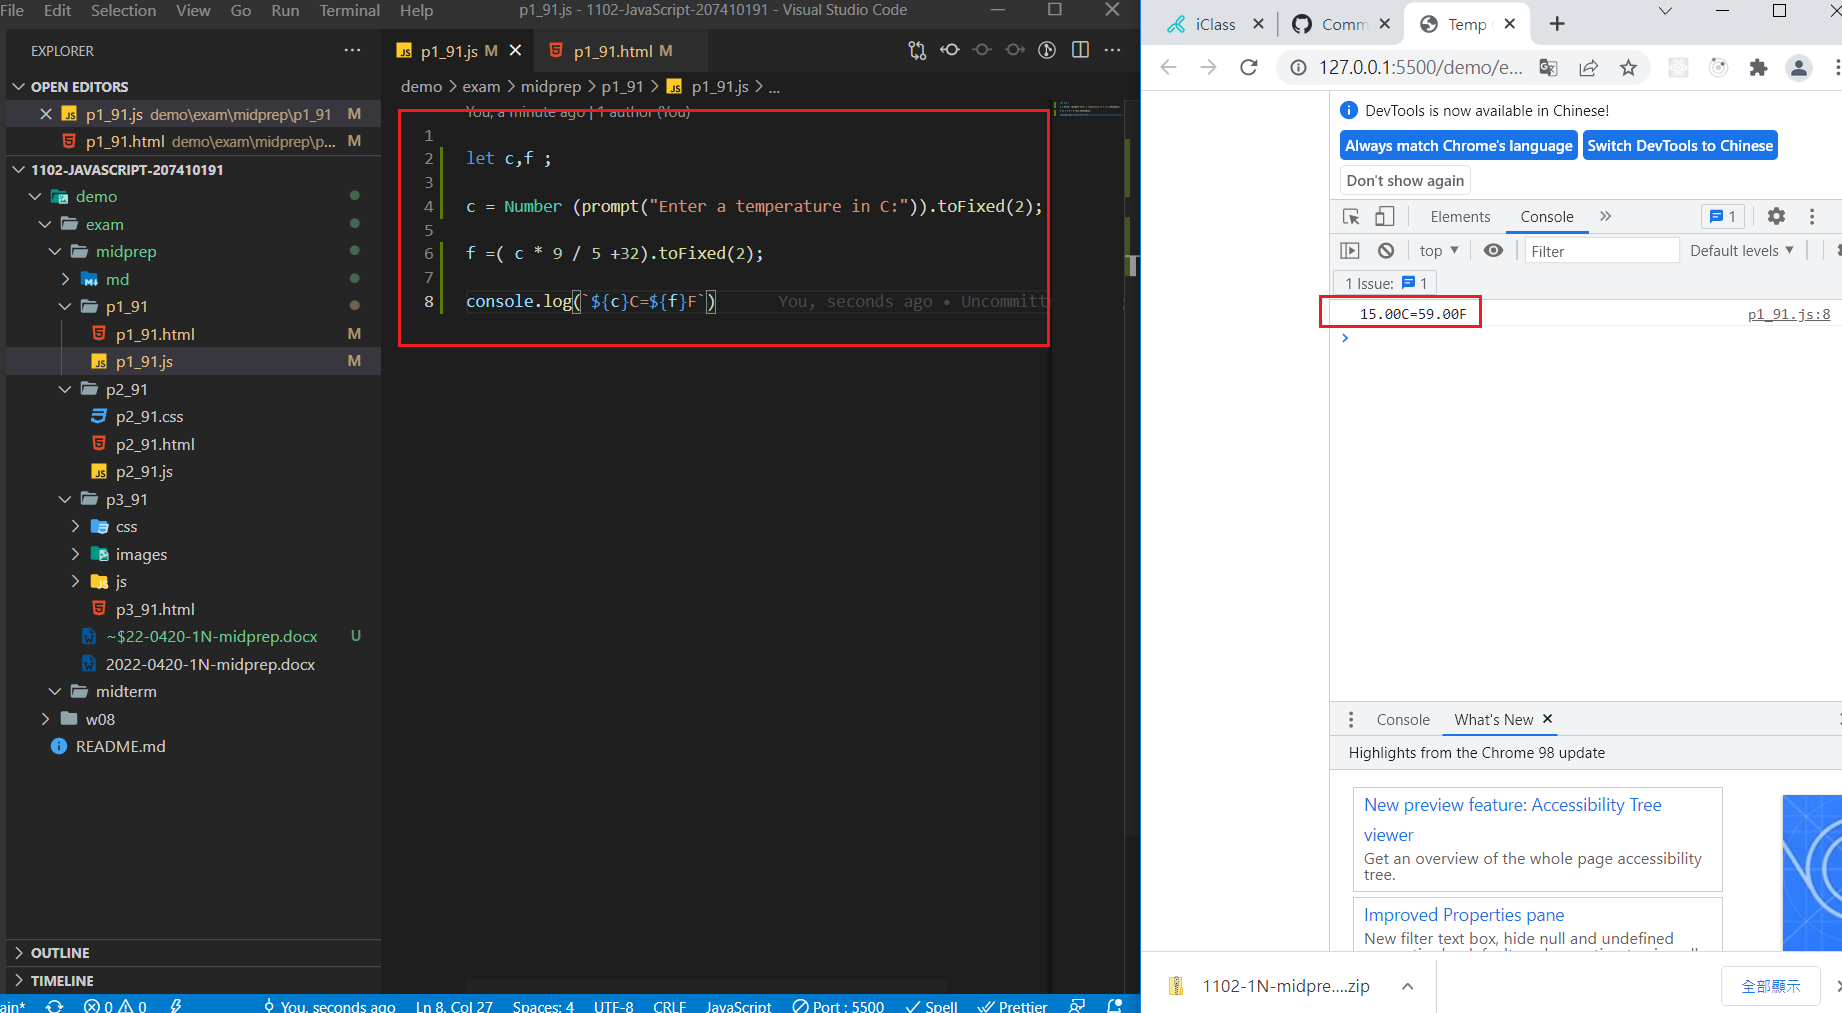 File Edit Selection View Go Run Terminal Help p1_91.js - 1102-JavaScript-207410191 - Visual Studio Code
EXPLORER
OPEN EDITORS
p1_91.js demo\exam\midprep\p1_91 M
p1_91.html demo\exam\midprep\p... M
1102-JAVASCRIPT-207410191
demo
exam
midprep
md
p1_91
p1_91.html M
p1_91.js M
p2_91
p2_91.css
p2_91.html
p2_91.js
p3_91
css
images
js
p3_91.html
~$22-0420-1N-midprep.docx U
2022-0420-1N-midprep.docx
midterm
w08
README.md
OUTLINE
TIMELINE
p1_91.js M
p1_91.html M
demo > exam > midprep > p1_91 > p1_91.js > ...
You, a minute ago | 1 author (You)
1
2 let c,f ;
3
4 c = Number (prompt("Enter a temperature in C:")).toFixed(2);
5
6 f =( c * 9 / 5 +32).toFixed(2);
7
8 console.log(`${c}C=${f}F`) You, seconds ago • Uncommitt
ain* 0 0 You, seconds ago Ln 8, Col 27 Spaces: 4 UTF-8 CRLF JavaScript Port : 5500 Spell Prettier
iClass Comm Temp
127.0.0.1:5500/demo/e...
DevTools is now available in Chinese!
Always match Chrome's language Switch DevTools to Chinese
Don't show again
Elements Console 1
top Filter Default levels
1 Issue: 1
15.00C=59.00F p1_91.js:8
Console What's New
Highlights from the Chrome 98 update
New preview feature: Accessibility Tree
viewer
Get an overview of the whole page accessibility
tree.
Improved Properties pane
New filter text box, hide null and undefined
1102-1N-midpre....zip
全部顯示